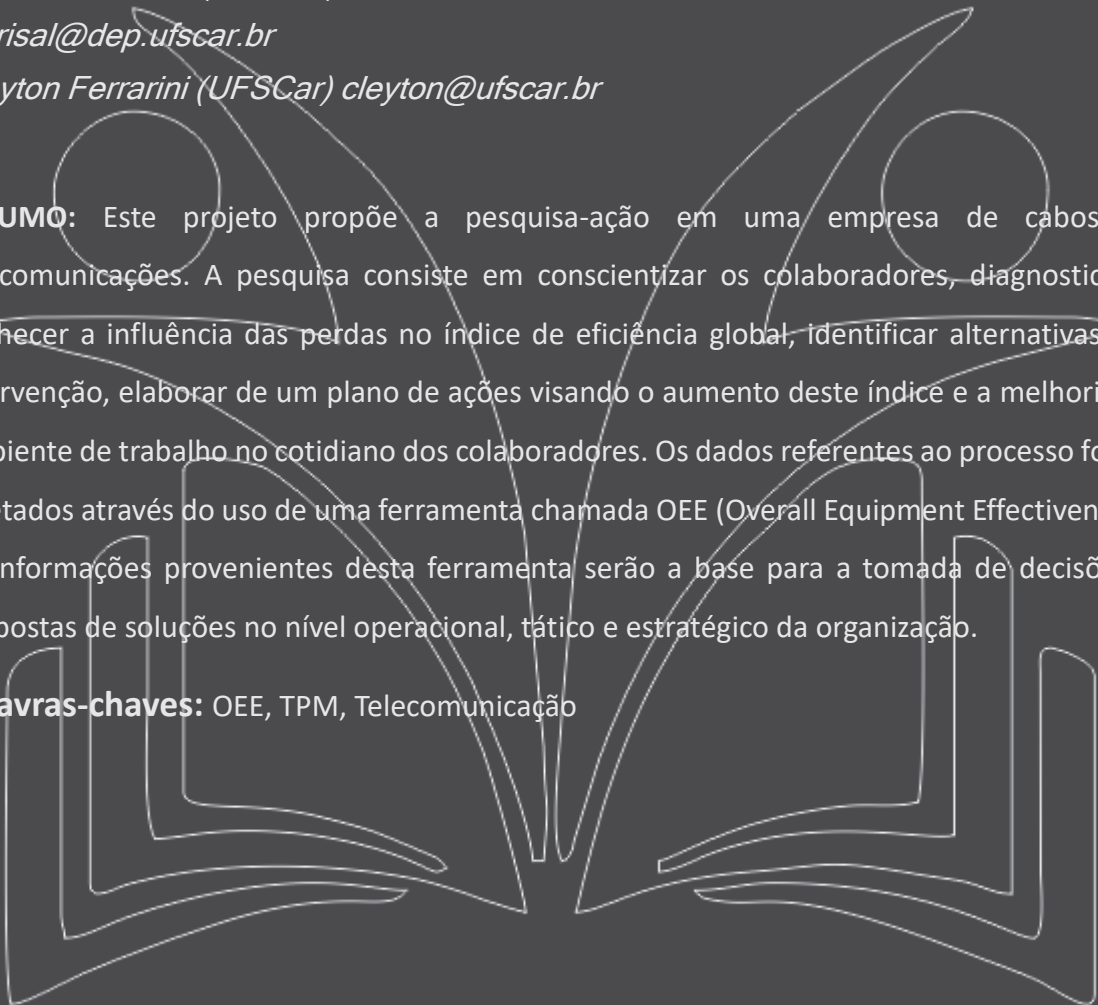 risal@dep.ufscar.br
yton Ferrarini (UFSCar) cleyton@ufscar.br
UMO: Este projeto propõe a pesquisa-ação em uma empresa de cabos
comunicações. A pesquisa consiste em conscientizar os colaboradores, diagnostic
hecer a influência das perdas no índice de eficiência global, identificar alternativas
rvenção, elaborar de um plano de ações visando o aumento deste índice e a melhori
biente de trabalho no cotidiano dos colaboradores. Os dados referentes ao processo fo
etados através do uso de uma ferramenta chamada OEE (Overall Equipment Effectiven
informações provenientes desta ferramenta serão a base para a tomada de decisõ
postas de soluções no nível operacional, tático e estratégico da organização.
avras-chaves: OEE, TPM, Telecomunicação